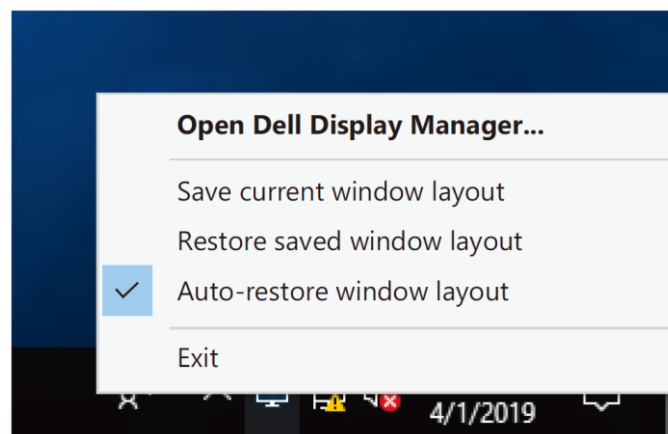 Open Dell Display Manager...
Save current window layout
Restore saved window layout
Auto-restore window layout
Exit
4/1/2019